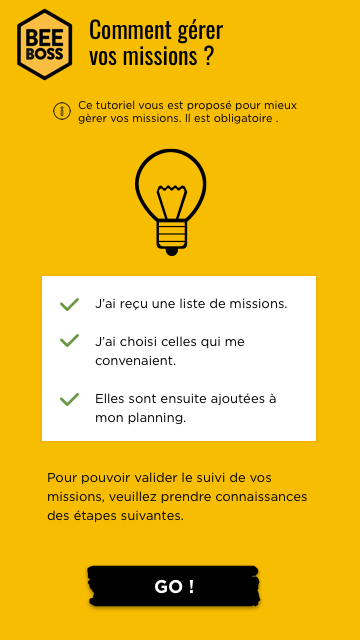 BEE
BOSS
Comment gérer
vos missions ?
Ce tutoriel vous est proposé pour mieux
gèrer vos missions. Il est obligatoire .
J'ai reçu une liste de missions.
J'ai choisi celles qui me
convenaient.
Elles sont ensuite ajoutées à
mon planning.
Pour pouvoir valider le suivi de vos
missions, veuillez prendre connaissances
des étapes suivantes.
GO !